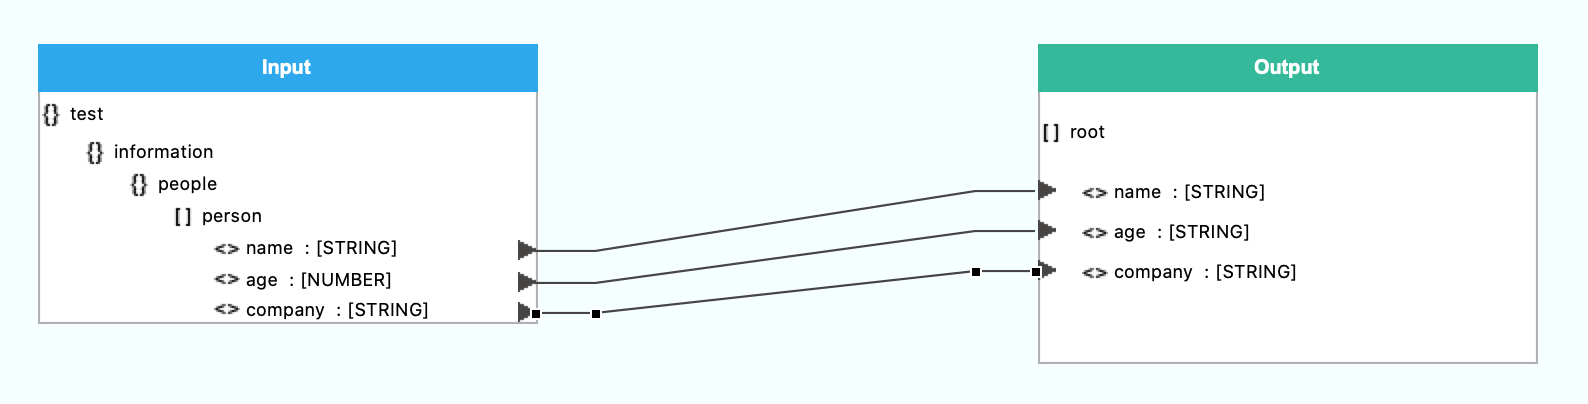 Input
{} test
{} information
{} people
[ ] person
<> name : [STRING]
<> age : [NUMBER]
<> company : [STRING]
Output
[ ] root
<> name : [STRING]
<> age : [STRING]
<> company : [STRING]